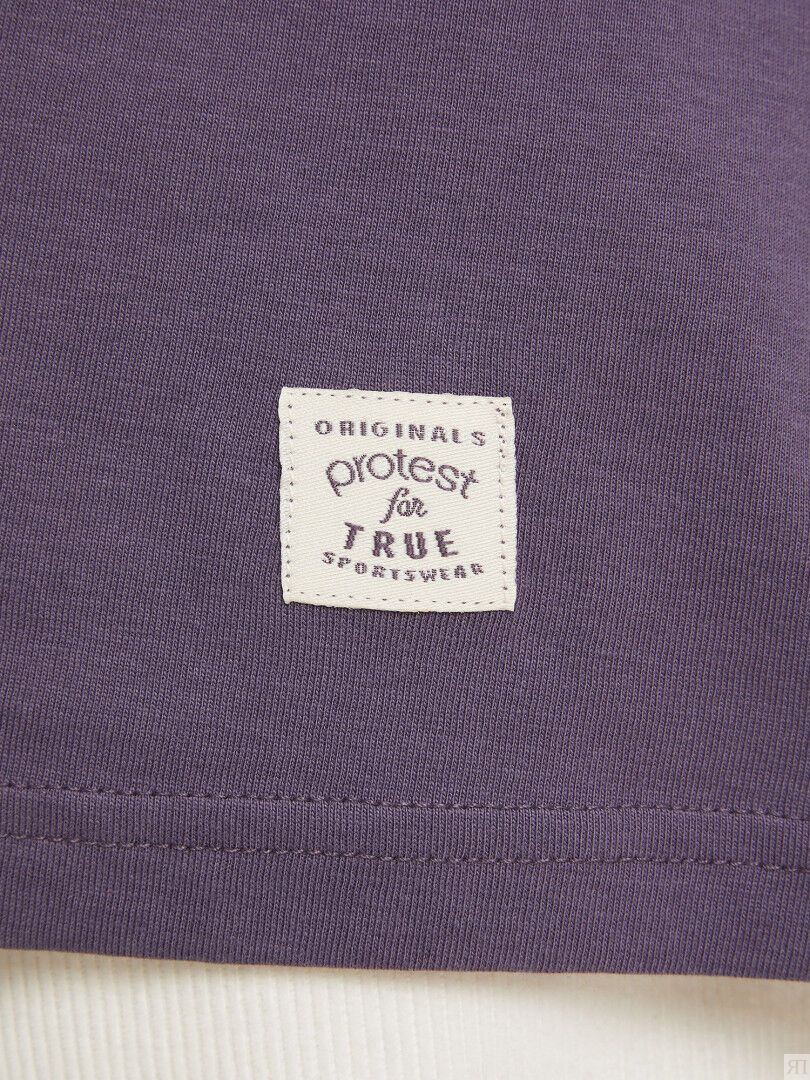 ORIGINALS
protest
for
TRUE
SPORTSWEAR